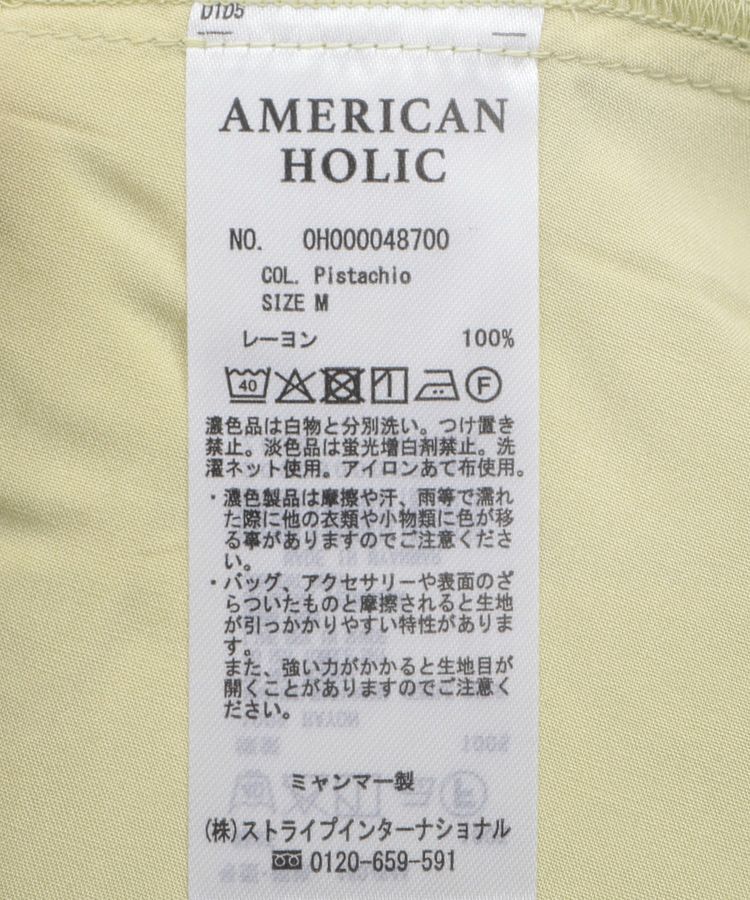 D1D5
AMERICAN
HOLIC
NO. 0H000048700
COL. Pistachio
SIZE M
レーヨン 100%
40 F
濃色品は白物と分別洗い。つけ置き
禁止。淡色品は蛍光増白剤禁止。洗
濯ネット使用。アイロンあて布使用。
・濃色製品は摩擦や汗、雨等で濡れ
た際に他の衣類や小物類に色が移
る事がありますのでご注意くださ
い。
・バッグ、アクセサリーや表面のざ
らついたものと摩擦されると生地
が引っかかりやすい特性がありま
す。
また、強い力がかかると生地目が
開くことがありますのでご注意く
ださい。
ミャンマー製
(株)ストライプインターナショナル
0120-659-591